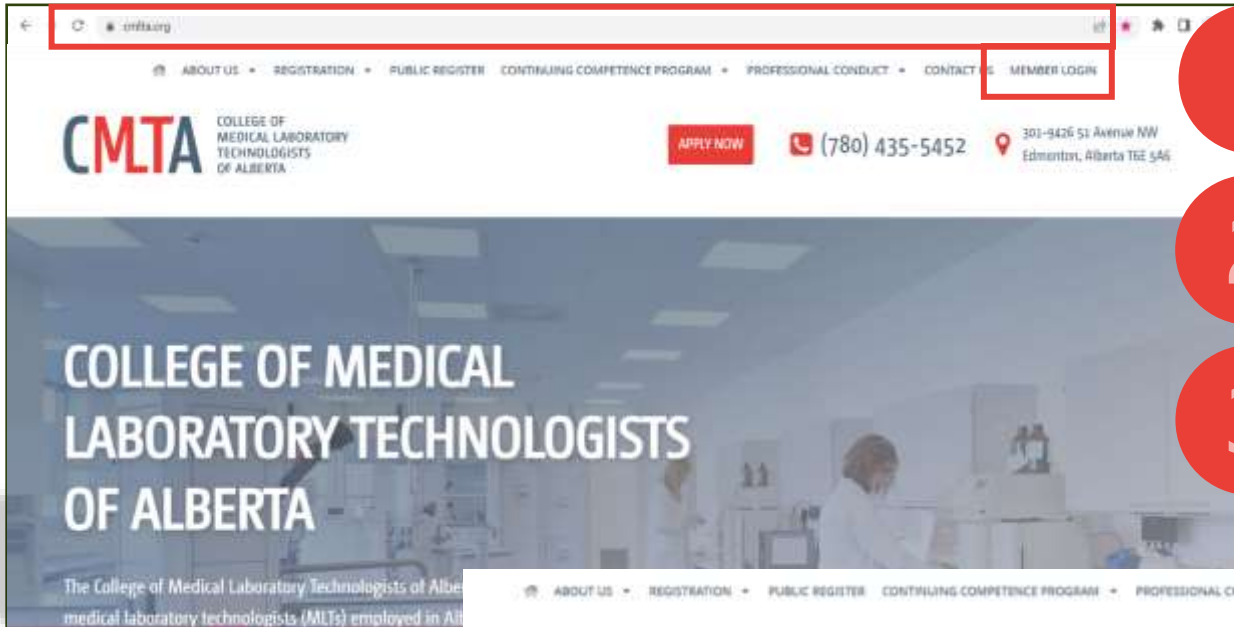 cmlta.org
ABOUT US REGISTRATION PUBLIC REGISTER CONTINUING COMPETENCE PROGRAM PROFESSIONAL CONDUCT CONTACT US MEMBER LOGIN
CMLTA
COLLEGE OF
MEDICAL LABORATORY
TECHNOLOGISTS
OF ALBERTA
APPLY NOW
(780) 435-5452
301-9426 51 Avenue NW
Edmonton, Alberta T6E 5A6
2
3
COLLEGE OF MEDICAL
LABORATORY TECHNOLOGISTS
OF ALBERTA
The College of Medical Laboratory Technologists of Albe
medical laboratory technologists (MLTs) employed in Alb
ABOUT US REGISTRATION PUBLIC REGISTER CONTINUING COMPETENCE PROGRAM PROFESSIONAL C